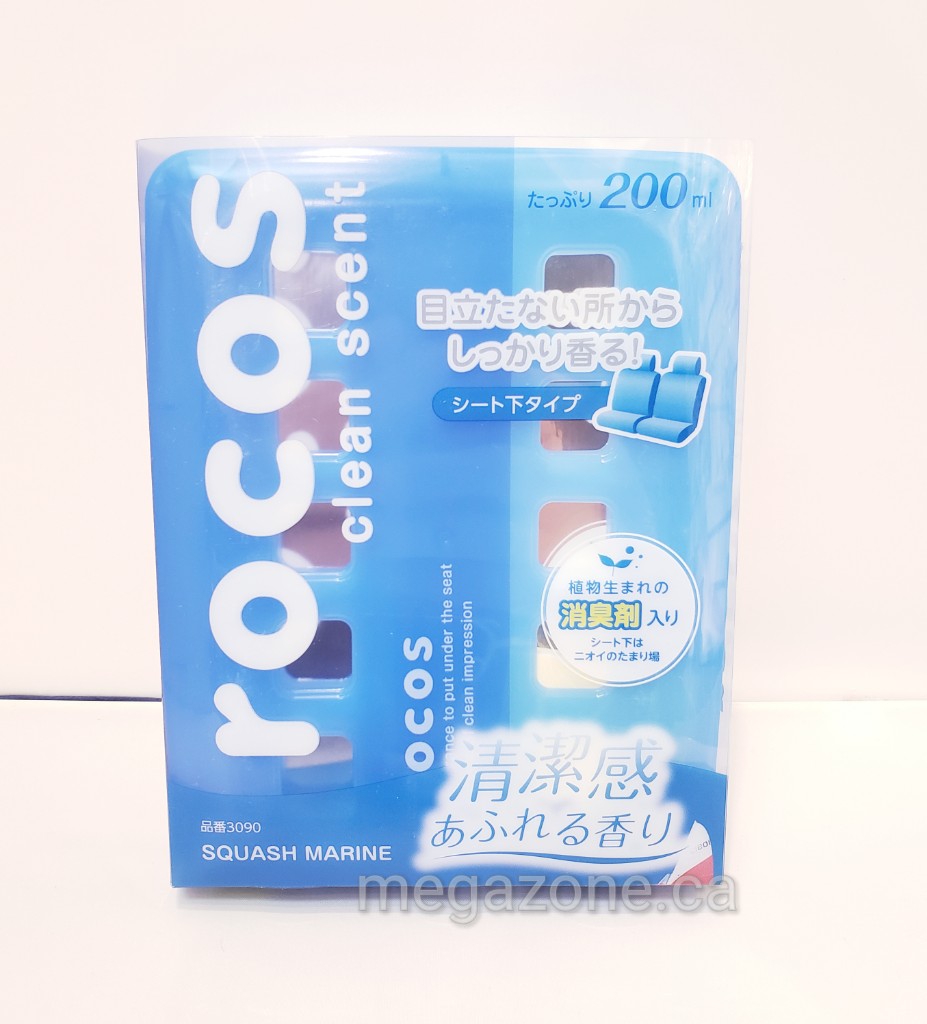 rocos
clean scent
たっぷり 200ml
目立たない所から
しっかり香る!
シート下タイプ
植物生まれの
消臭剤入り
シート下は
ニオイのたまり場
ocos
to put under the seat
clean impression
清潔感
あふれる香り
品番3090
SQUASH MARINE
megazone.ca